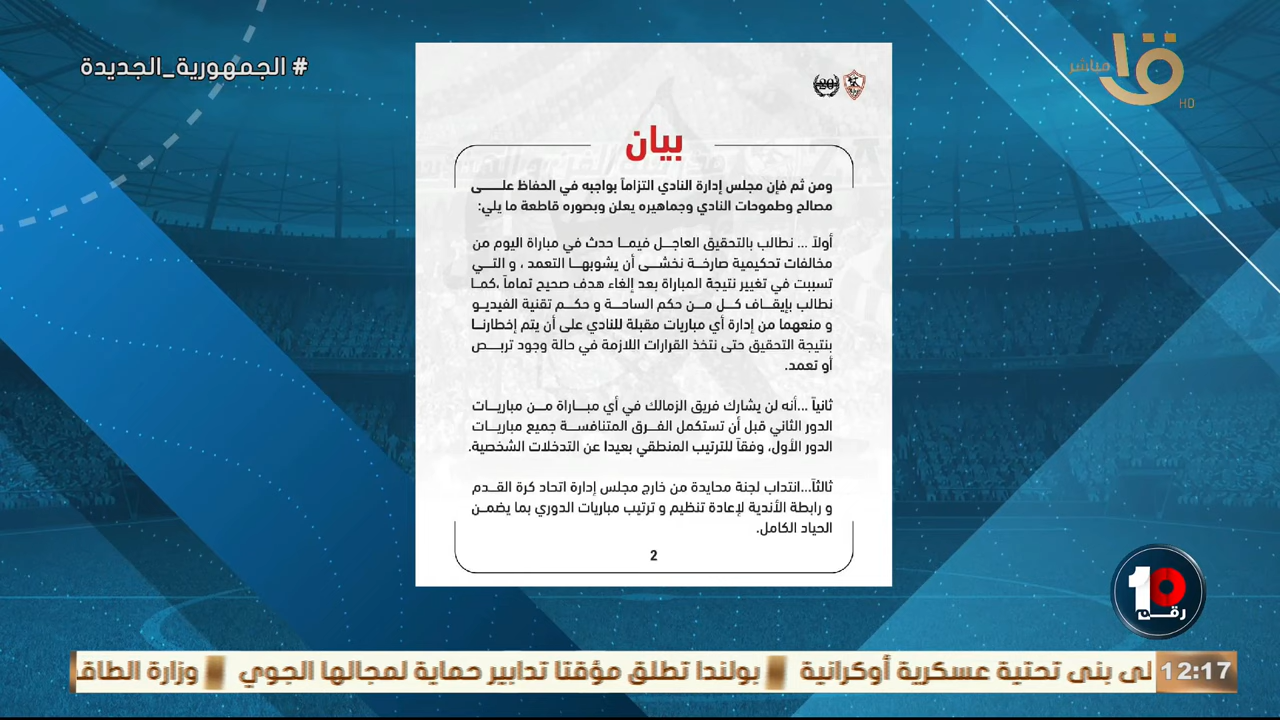 # الجمهورية_الجديدة
مباشر
HD
بيان
ومن ثم فإن مجلس إدارة النادي التزاماً بواجبه في الحفاظ على
مصالح وطموحات النادي وجماهيره يعلن وبصوره قاطعة ما يلي:
أولاً ... نطالب بالتحقيق العاجل فيما حدث في مباراة اليوم من
مخالفات تحكيمية صارخة نخشى أن يشوبها التعمد ، و التي
تسببت في تغيير نتيجة المباراة بعد إلغاء هدف صحيح تماماً ،كما
نطالب بإيقاف كل من حكم الساحة و حكم تقنية الفيديو
و منعهما من إدارة أي مباريات مقبلة للنادي على أن يتم إخطارنا
بنتيجة التحقيق حتى نتخذ القرارات اللازمة في حالة وجود تربص
أو تعمد.
ثانياً ...أنه لن يشارك فريق الزمالك في أي مباراة من مباريات
الدور الثاني قبل أن تستكمل الفرق المتنافسة جميع مباريات
الدور الأول، وفقاً للترتيب المنطقي بعيدا عن التدخلات الشخصية.
ثالثاً...انتداب لجنة محايدة من خارج مجلس إدارة اتحاد كرة القدم
و رابطة الأندية لإعادة تنظيم و ترتيب مباريات الدوري بما يضمن
الحياد الكامل.
2
رقم 10
12:17 لى بنى تحتية عسكرية أوكرانية بولندا تطلق مؤقتا تدابير حماية لمجالها الجوي وزارة الطاق